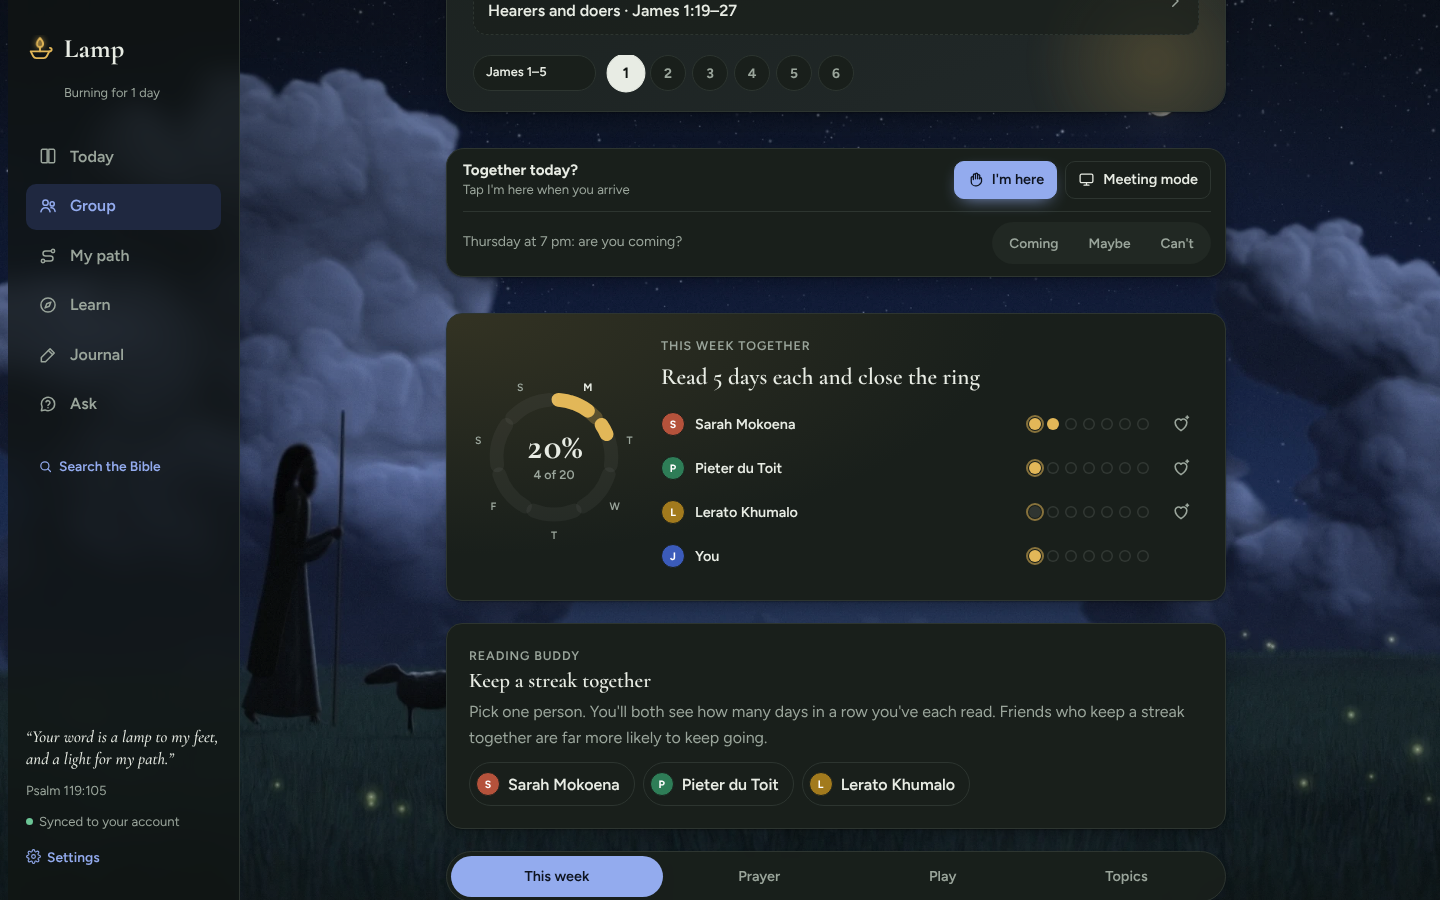 Lamp
Burning for 1 day
Today
Group
My path
Learn
Journal
Ask
Search the Bible
“Your word is a lamp to my feet,
and a light for my path.”
Psalm 119:105
Synced to your account
Settings
Hearers and doers · James 1:19–27
James 1–5
1 2 3 4 5 6
Together today?
Tap I'm here when you arrive
I'm here
Meeting mode
Thursday at 7 pm: are you coming?
Coming
Maybe
Can't
S M T W T F S
20%
4 of 20
THIS WEEK TOGETHER
Read 5 days each and close the ring
S Sarah Mokoena
P Pieter du Toit
L Lerato Khumalo
J You
READING BUDDY
Keep a streak together
Pick one person. You'll both see how many days in a row you've each read. Friends who keep a streak
together are far more likely to keep going.
S Sarah Mokoena
P Pieter du Toit
L Lerato Khumalo
This week
Prayer
Play
Topics